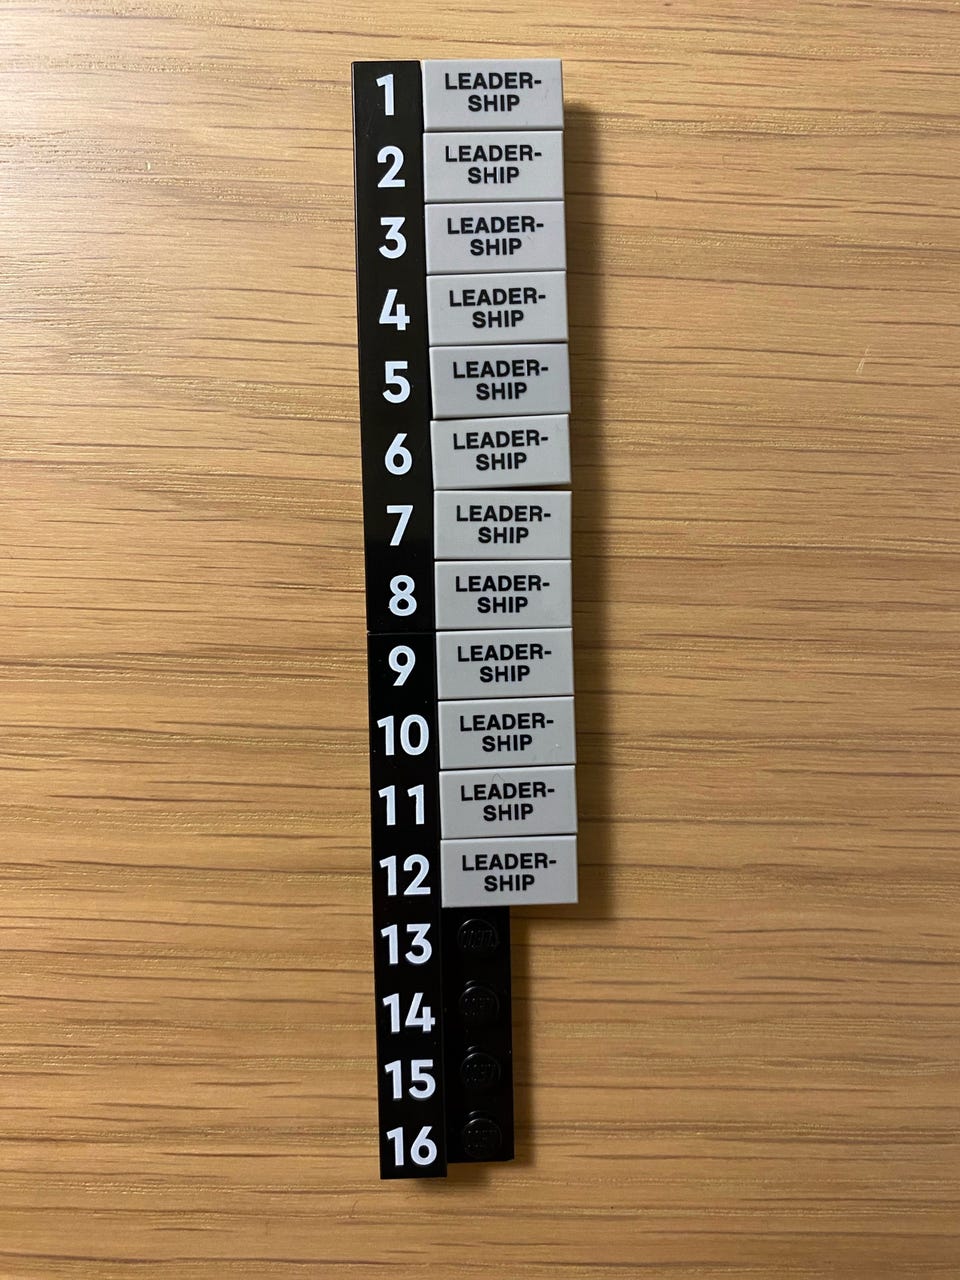 1 LEADER-
SHIP
2 LEADER-
SHIP
3 LEADER-
SHIP
4 LEADER-
SHIP
5 LEADER-
SHIP
6 LEADER-
SHIP
7 LEADER-
SHIP
8 LEADER-
SHIP
9 LEADER-
SHIP
10 LEADER-
SHIP
11 LEADER-
SHIP
12 LEADER-
SHIP
13
14
15
16